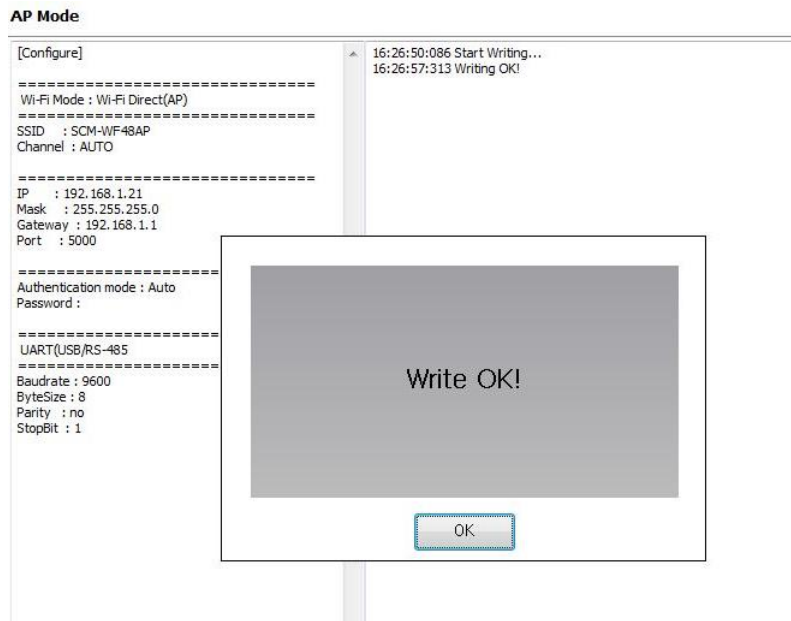 AP Mode
[Configure]
===============================
Wi-Fi Mode : Wi-Fi Direct(AP)
===============================
SSID : SCM-WF48AP
Channel : AUTO
===============================
IP : 192.168.1.21
Mask : 255.255.255.0
Gateway : 192.168.1.1
Port : 5000
=====================
Authentication mode : Auto
Password :
=====================
UART(USB/RS-485
=====================
Baudrate : 9600
ByteSize : 8
Parity : no
StopBit : 1
16:26:50:086 Start Writing...
16:26:57:313 Writing OK!
Write OK!
OK